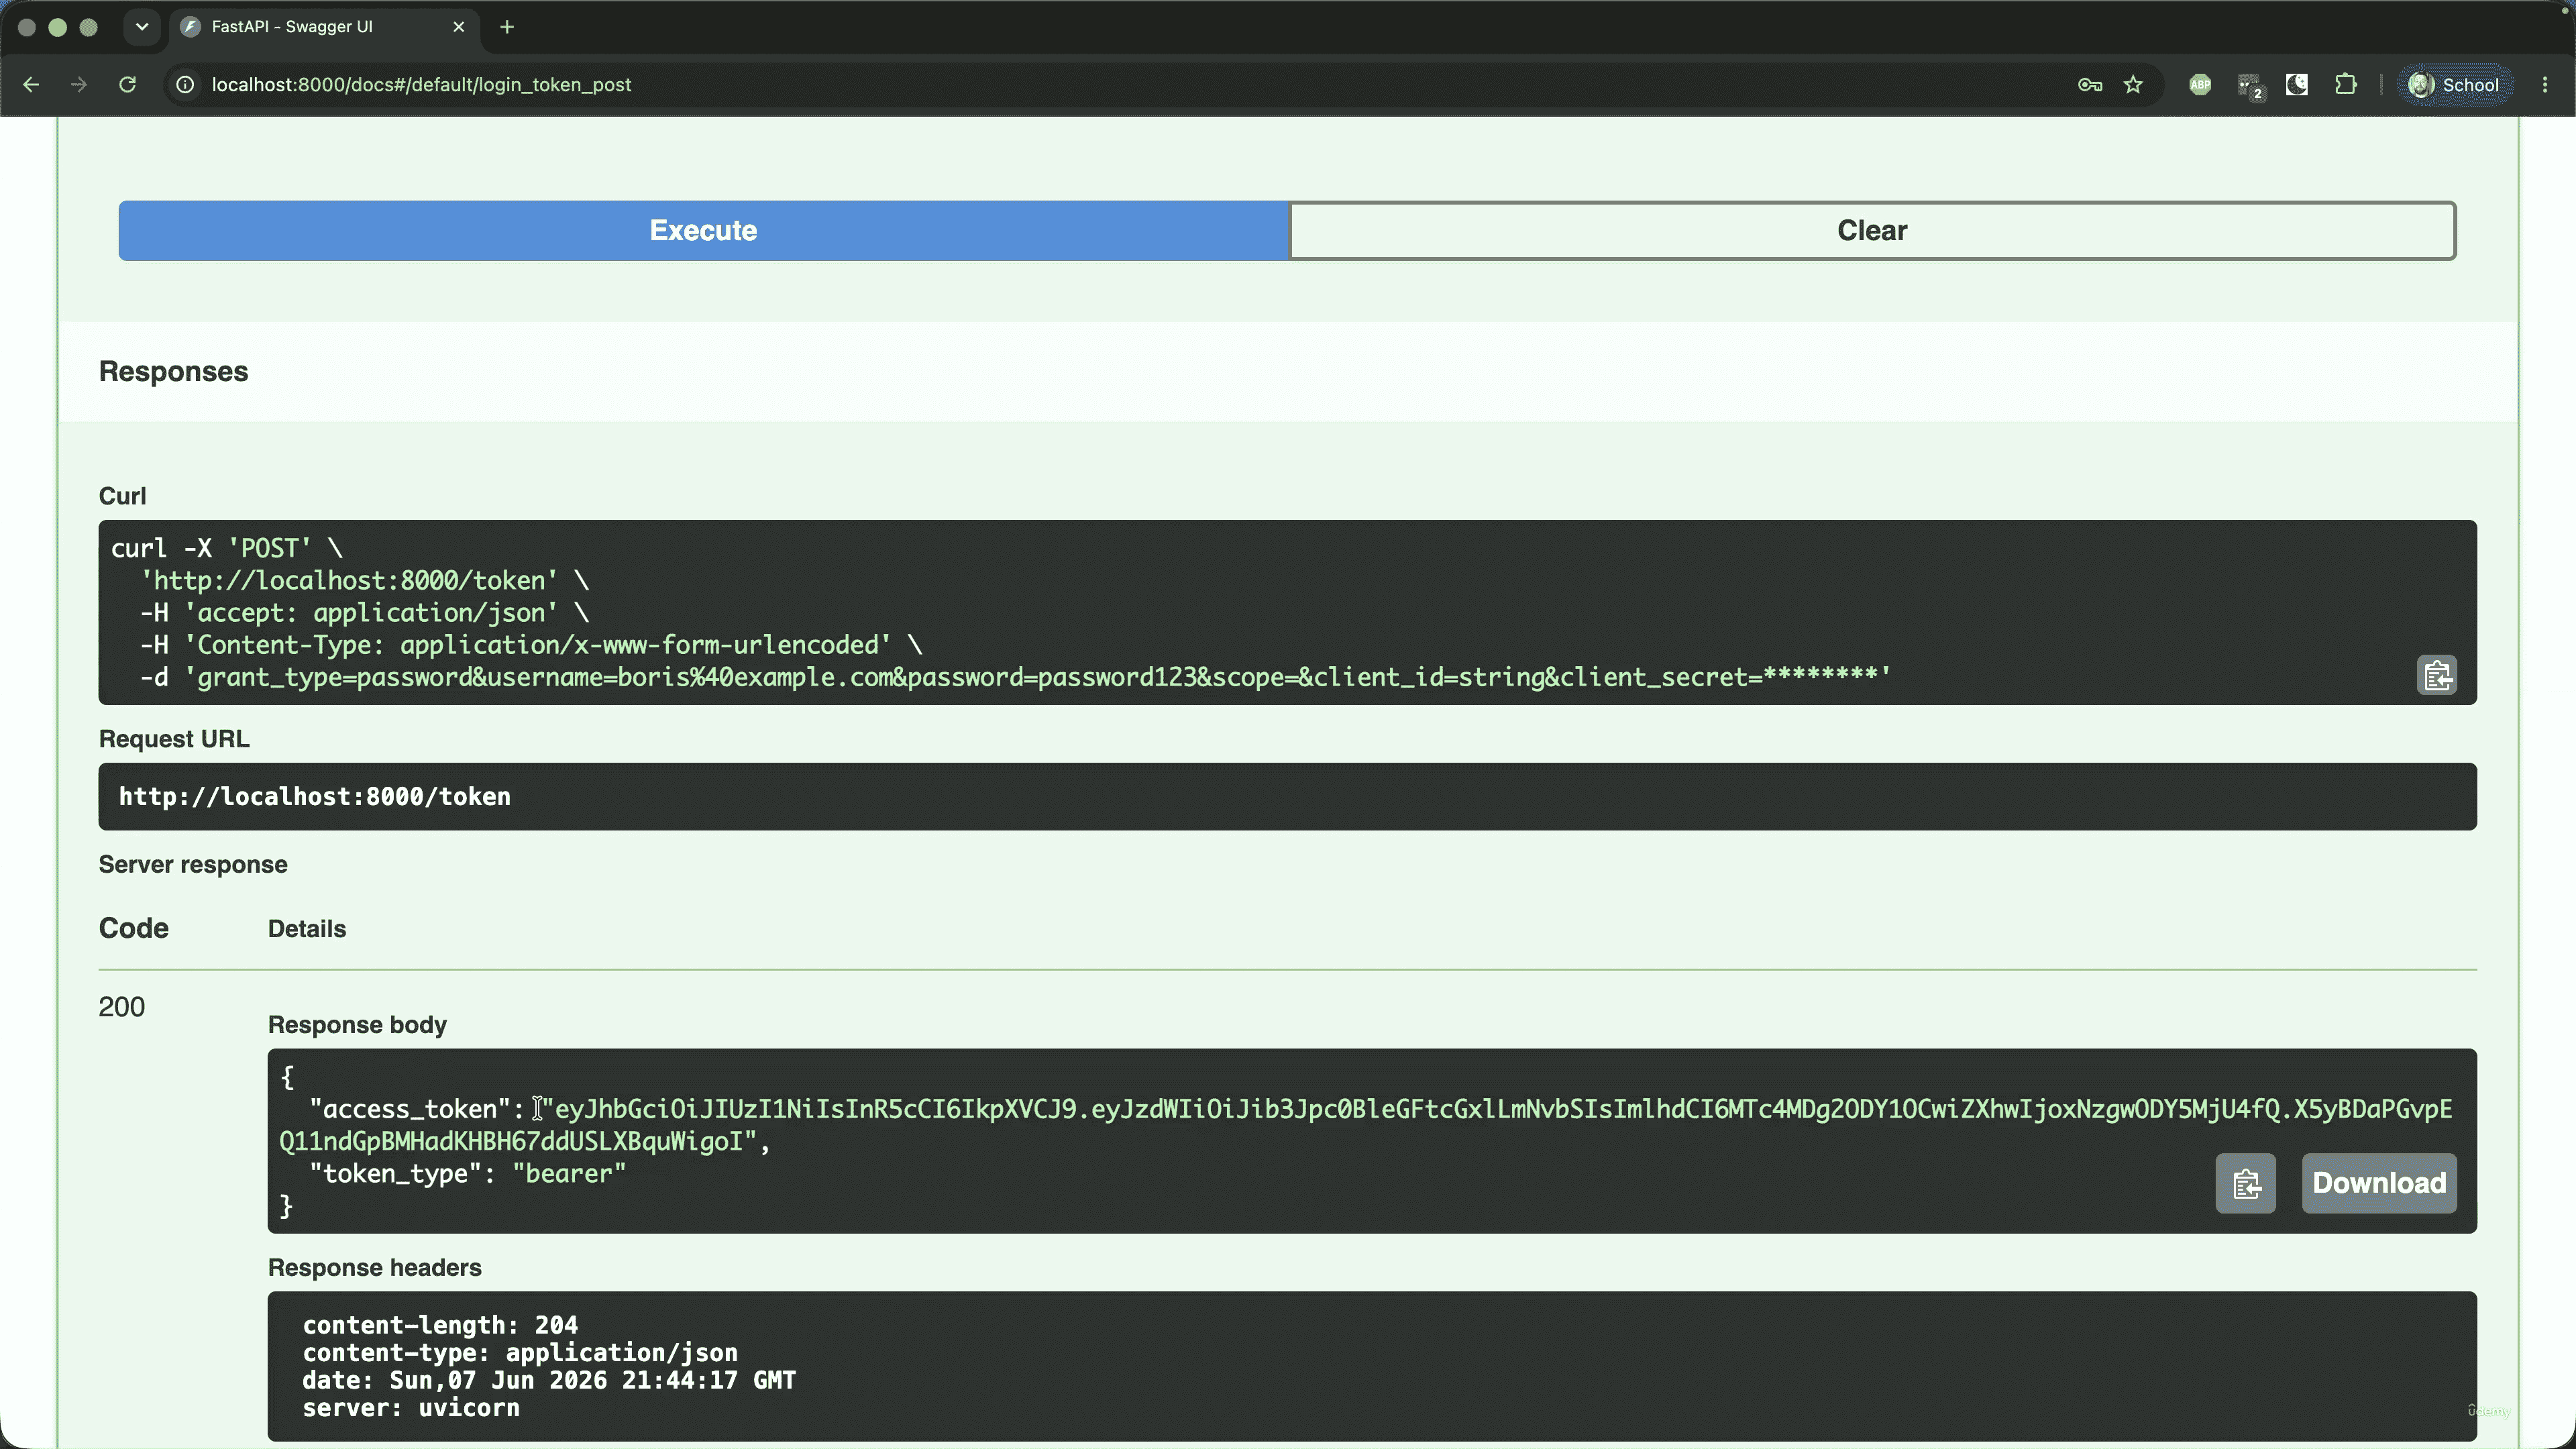 FastAPI - Swagger UI
localhost:8000/docs#/default/login_token_post
ABP
2
School
Execute
Clear
Responses
Curl
curl -X 'POST' \
'http://localhost:8000/token' \
-H 'accept: application/json' \
-H 'Content-Type: application/x-www-form-urlencoded' \
-d 'grant_type=password&username=boris%40example.com&password=password123&scope=&client_id=string&client_secret=********'
Request URL
http://localhost:8000/token
Server response
Code
Details
200
Response body
{
"access_token": "eyJhbGciOiJIUzI1NiIsInR5cCI6IkpXVCJ9.eyJzdWIiOiJib3Jpc0BleGFtcGxlLmNvbSIsImlhdCI6MTc4MDg2ODY1OCwiZXhwIjoxNzgwODY5MjU4fQ.X5yBDaPGvpE
Q11ndGpBMHadKHBH67ddUSLXBquWigoI",
"token_type": "bearer"
}
Download
Response headers
content-length: 204
content-type: application/json
date: Sun,07 Jun 2026 21:44:17 GMT
server: uvicorn
ûdemy